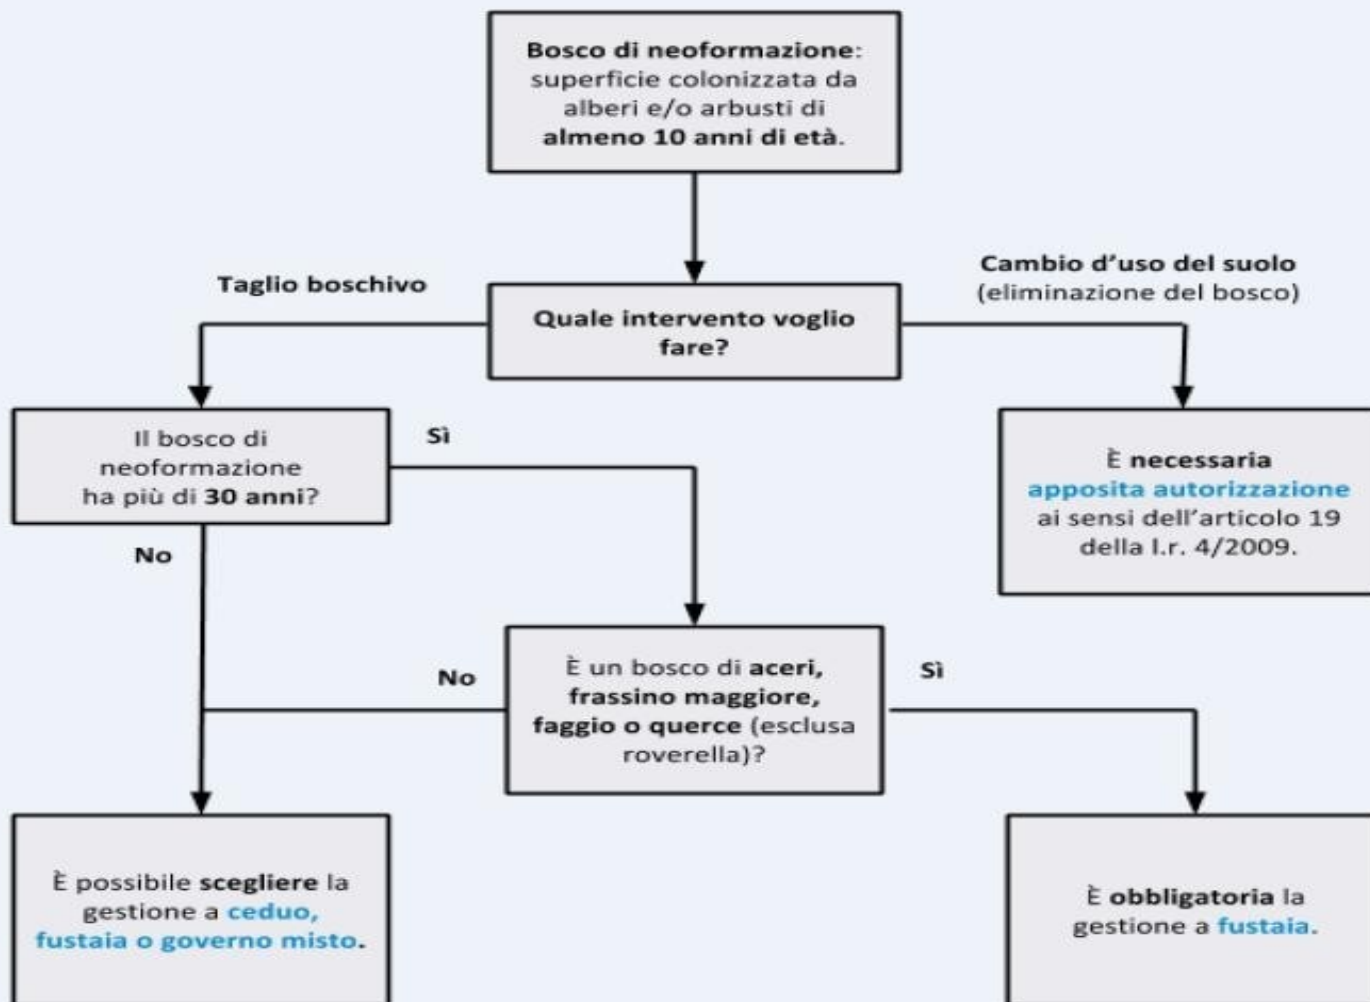 Bosco di neoformazione:
superficie colonizzata da
alberi e/o arbusti di
almeno 10 anni di età.
Taglio boschivo
Cambio d'uso del suolo
(eliminazione del bosco)
Quale intervento voglio
fare?
Il bosco di
neoformazione
ha più di 30 anni?
Sì
È necessaria
apposita autorizzazione
ai sensi dell'articolo 19
della l.r. 4/2009.
No
È un bosco di aceri,
frassino maggiore,
faggio o querce (esclusa
roverella)?
No
Sì
È possibile scegliere la
gestione a ceduo,
fustaia o governo misto.
È obbligatoria la
gestione a fustaia.